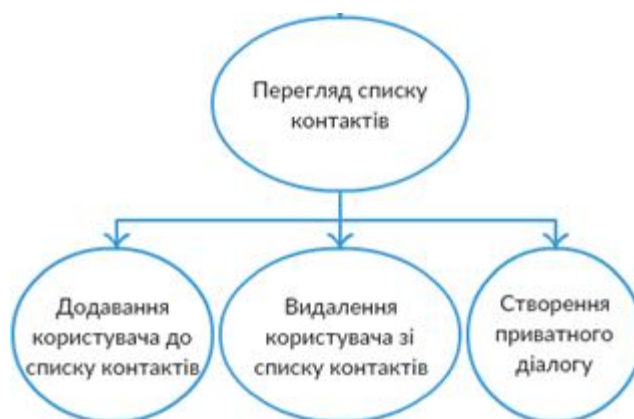 Перегляд списку
контактів
Додавання
користувача до
списку контактів
Видалення
користувача зі
списку контактів
Створення
приватного
діалогу